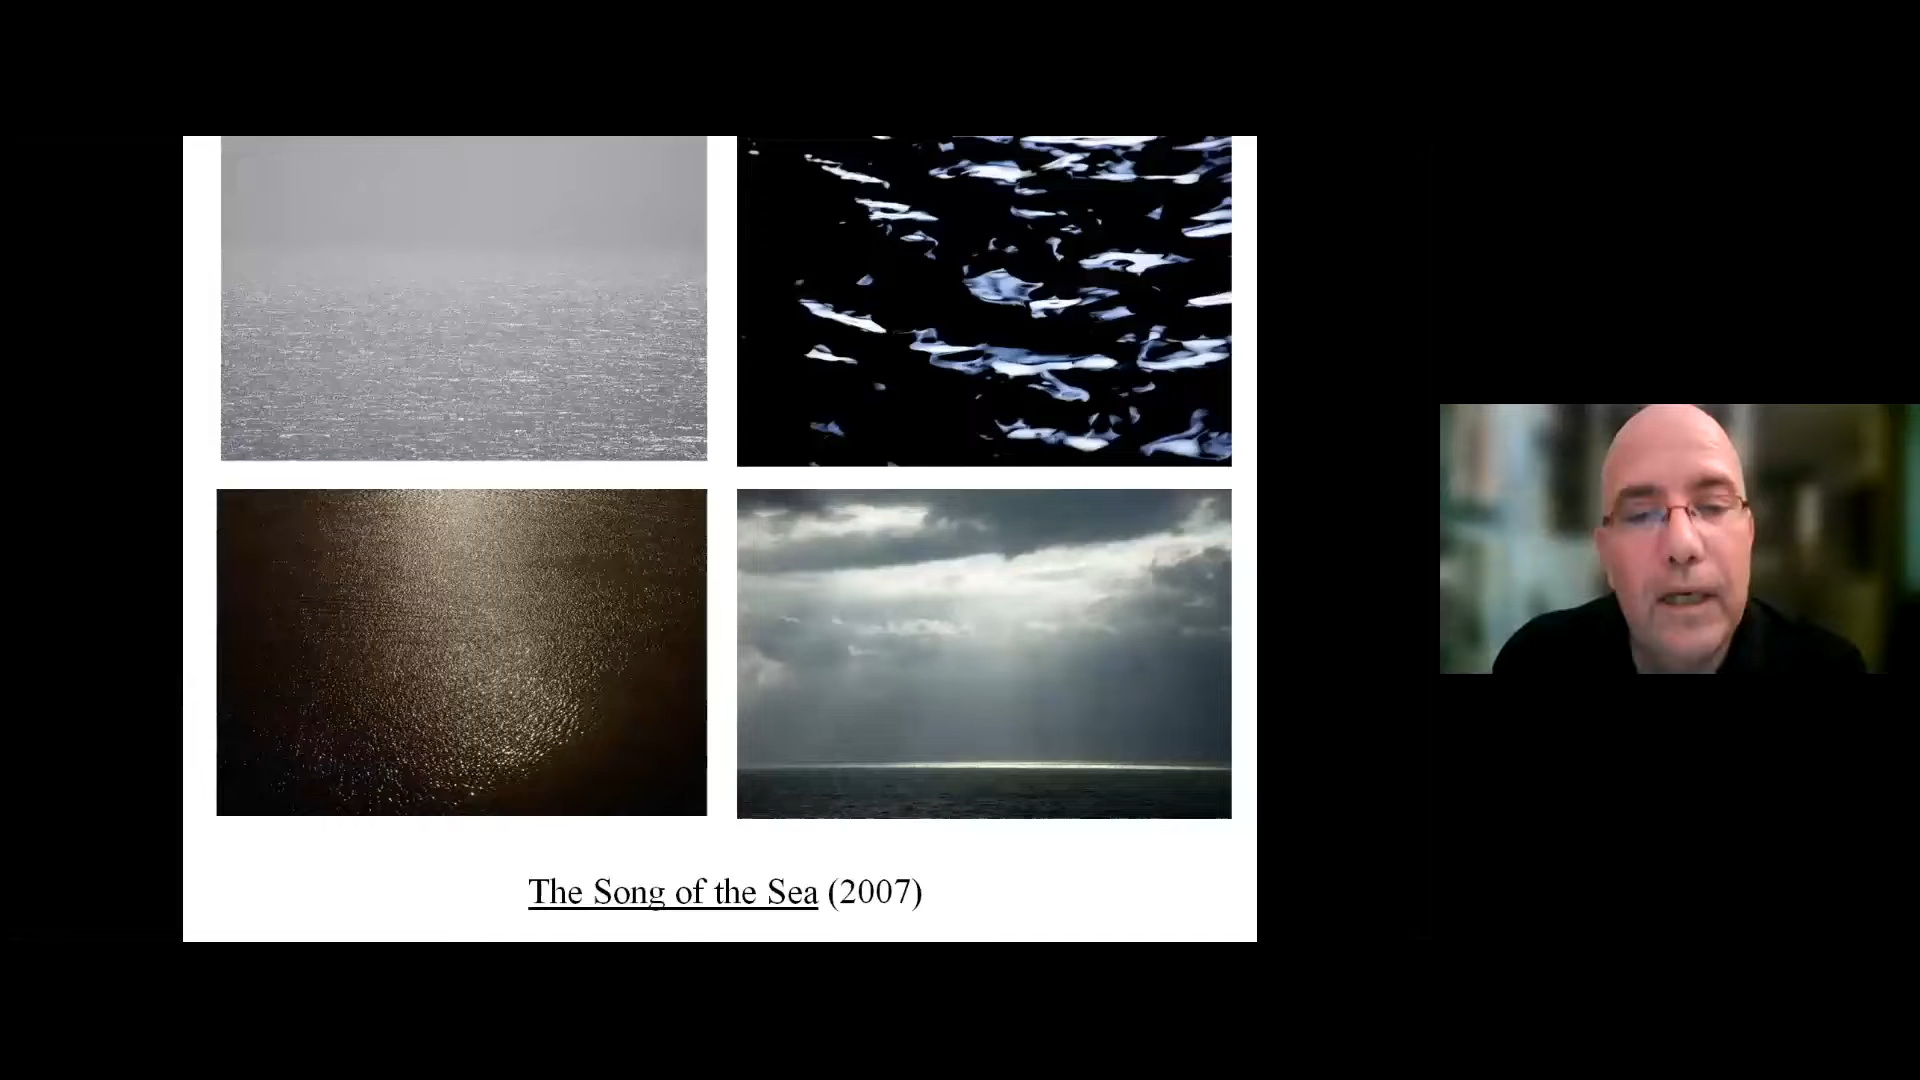 The Song of the Sea (2007)